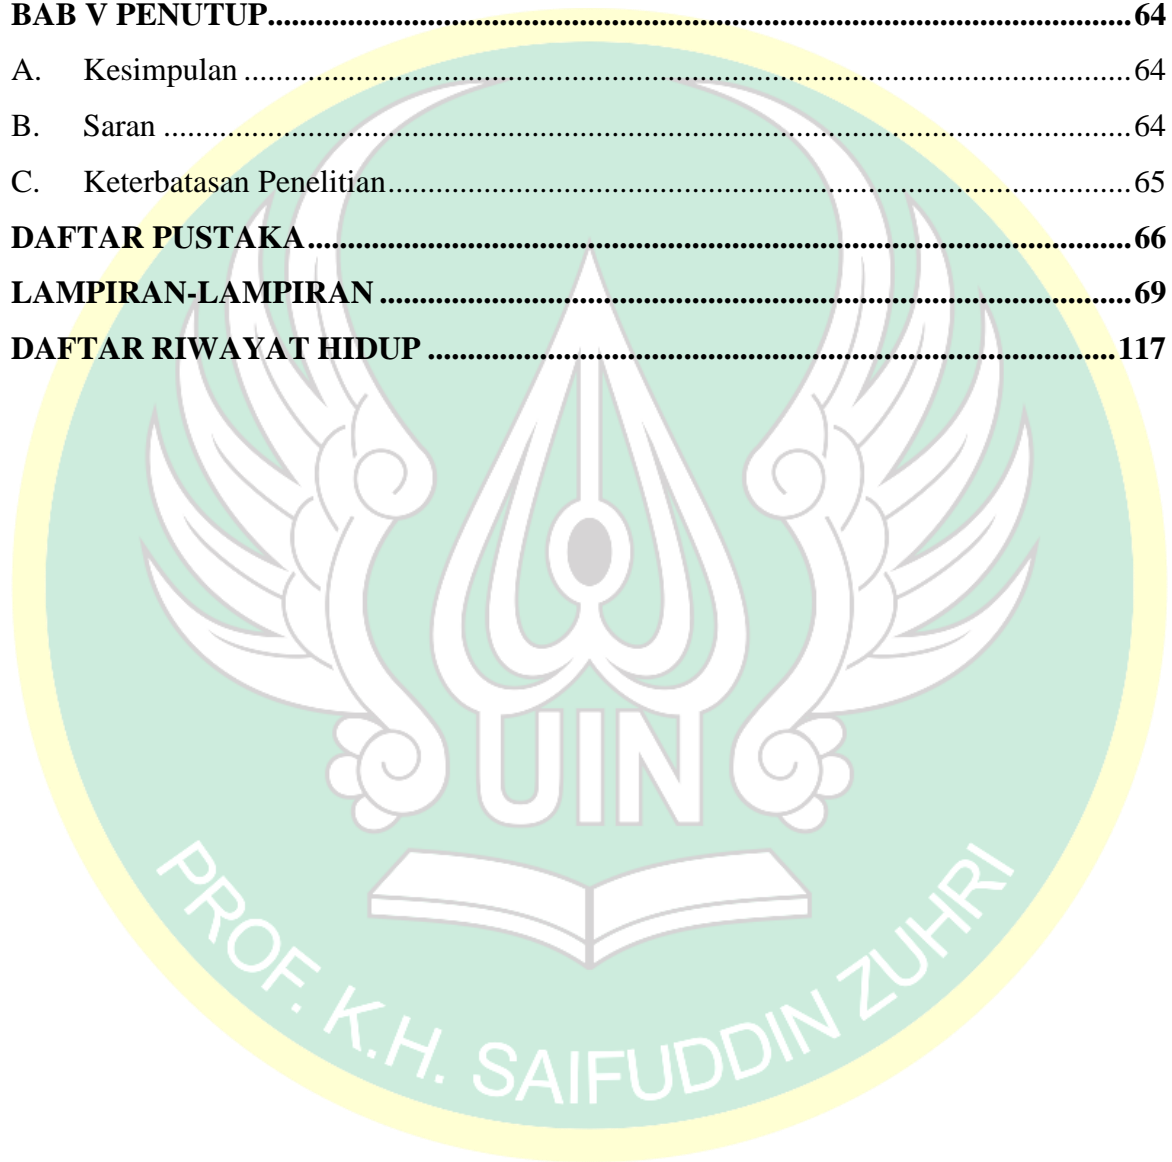 BAB V PENUTUP..............................................................................................................64
A. Kesimpulan ................................................................................................................64
B. Saran ..........................................................................................................................64
C. Keterbatasan Penelitian..............................................................................................65
DAFTAR PUSTAKA........................................................................................................66
LAMPIRAN-LAMPIRAN ...............................................................................................69
DAFTAR RIWAYAT HIDUP .......................................................................................117
UIN
PROF. K.H. SAIFUDDIN ZUHRI